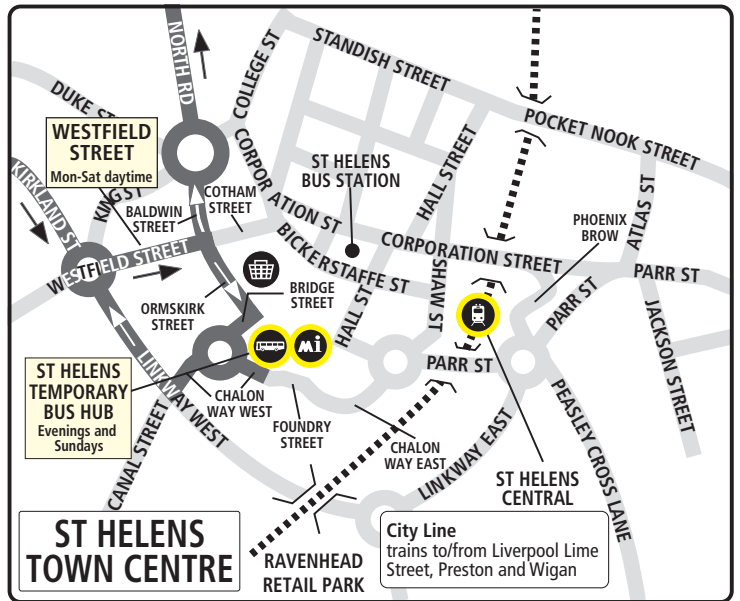 NORTH RD
COLLEGE ST
STANDISH STREET
DUKE ST
POCKET NOOK STREET
WESTFIELD
STREET
Mon-Sat daytime
KING ST
KIRKLAND ST
BALDWIN
STREET
COTHAM
STREET
CORPORATION ST
ST HELENS
BUS STATION
HALL STREET
ATLAS ST
PHOENIX
BROW
WESTFIELD STREET
BICKERSTAFFE ST
CORPORATION STREET
PARR ST
ORMSKIRK
STREET
BRIDGE
STREET
HALL ST
SHAW ST
PARR ST
JACKSON STREET
mi
ST HELENS
TEMPORARY
BUS HUB
Evenings and
Sundays
LINKWAY WEST
CHALON
WAY WEST
PARR ST
CANAL STREET
FOUNDRY
STREET
CHALON
WAY EAST
LINKWAY EAST
PEASLEY CROSS LANE
ST HELENS
CENTRAL
ST HELENS
TOWN CENTRE
RAVENHEAD
RETAIL PARK
City Line
trains to/from Liverpool Lime
Street, Preston and Wigan